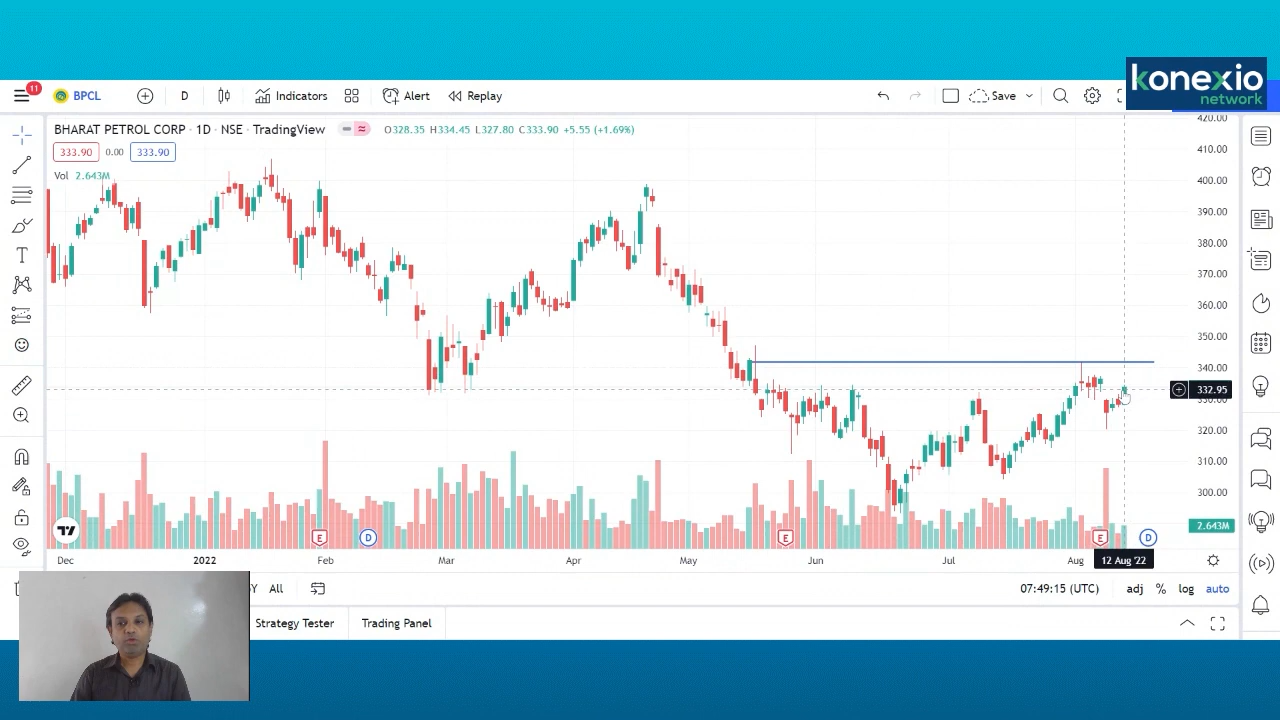 konexio
network
11
BPCL
D
Indicators
Alert
Replay
Save
BHARAT PETROL CORP · 1D · NSE · TradingView
O328.35 H334.45 L327.80 C333.90 +5.55 (+1.69%)
333.90 0.00 333.90
Vol 2.643M
420.00
410.00
400.00
390.00
380.00
370.00
360.00
350.00
340.00
332.95
320.00
310.00
300.00
2.643M
E D E E D
Dec 2022 Feb Mar Apr May Jun Jul Aug 12 Aug '22
Y All
07:49:15 (UTC) adj % log auto
Strategy Tester Trading Panel